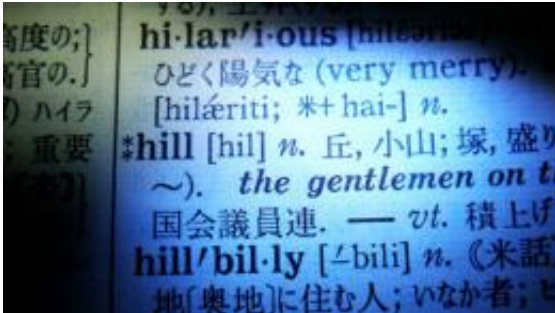 高度の;
高官の.
ハイラ
; 重要
hi·lar′i·ous
ひどく陽気な (very merry).
[hilǽriti; 米+hai-] n.
⁑hill [hil] n. 丘, 小山; 塚, 盛り
～). the gentlemen on
国会議員連. ― vt. 積上げ
hill′bil·ly [´-bili] n. 《米話
地[奥地]に住む人; いなか者;